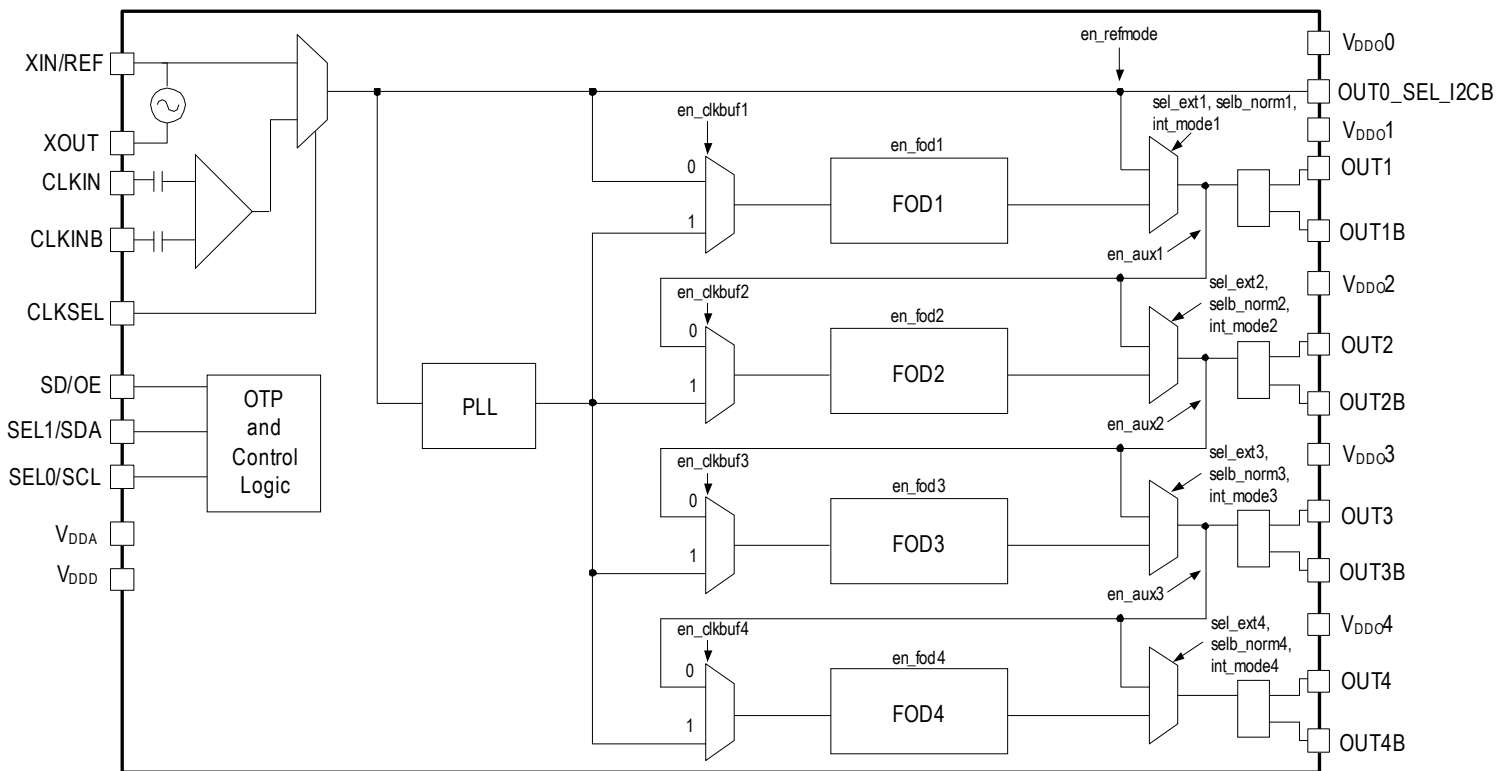 XIN/REF
XOUT
CLKIN
CLKINB
CLKSEL
SD/OE
SEL1/SDA
SEL0/SCL
VDDA
VDDD
OTP
and
Control
Logic
PLL
en_refmode
en_clkbuf1
0
1
en_fod1
FOD1
sel_ext1, selb_norm1,
int_mode1
en_aux1
en_clkbuf2
0
1
en_fod2
FOD2
sel_ext2,
selb_norm2,
int_mode2
en_aux2
en_clkbuf3
0
1
en_fod3
FOD3
sel_ext3,
selb_norm3,
int_mode3
en_aux3
en_clkbuf4
0
1
en_fod4
FOD4
sel_ext4,
selb_norm4,
int_mode4
VDDO0
OUT0_SEL_I2CB
VDDO1
OUT1
OUT1B
VDDO2
OUT2
OUT2B
VDDO3
OUT3
OUT3B
VDDO4
OUT4
OUT4B